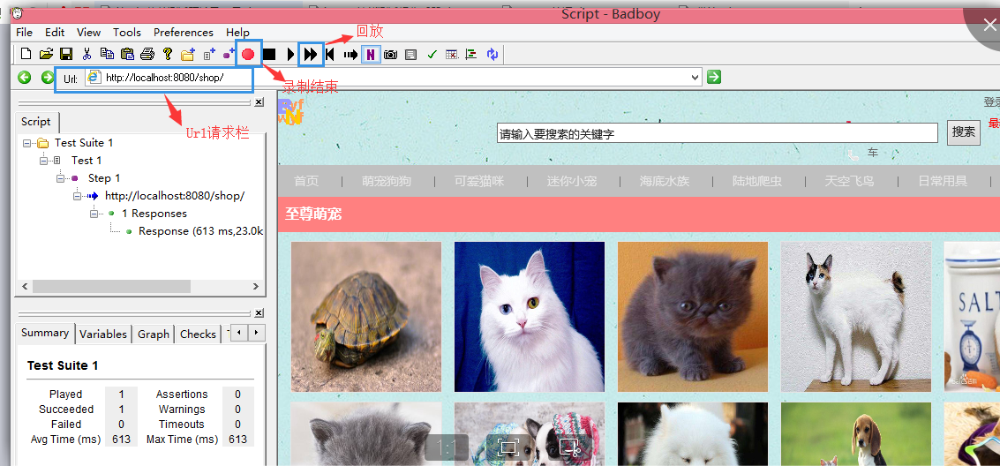 Script - Badboy
File Edit View Tools Preferences Help
回放
N
Url: http://localhost:8080/shop/
录制结束
Url请求栏
Script
Test Suite 1
Test 1
Step 1
http://localhost:8080/shop/
1 Responses
Response (613 ms,23.0k
登录
请输入要搜索的关键字
搜索
车
首页 | 萌宠狗狗 | 可爱猫咪 | 迷你小宠 | 海底水族 | 陆地爬虫 | 天空飞鸟 | 日常用具 |
至尊萌宠
SALT
Summary Variables Graph Checks
Test Suite 1
Played 1 Assertions 0
Succeeded 1 Warnings 0
Failed 0 Timeouts 0
Avg Time (ms) 613 Max Time (ms) 613
1:1